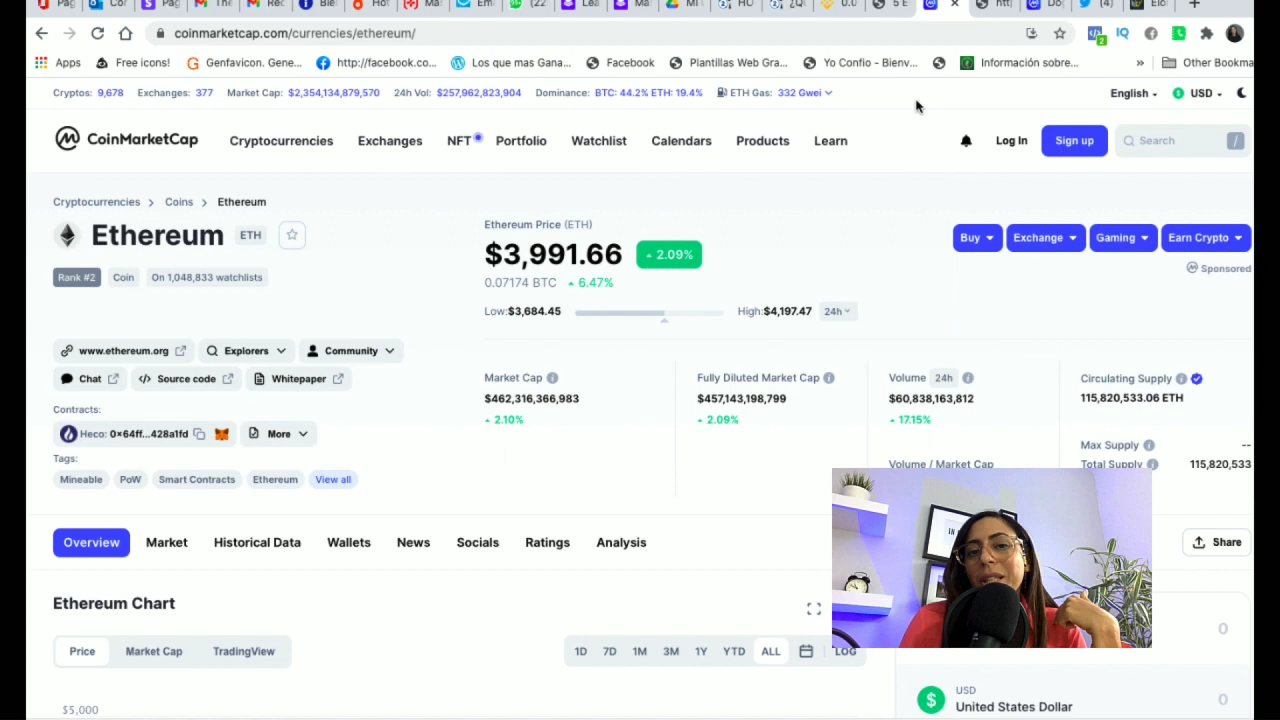 coinmarketcap.com/currencies/ethereum/
2
Apps Free icons! Genfavicon. Gene... http://facebook.co... Los que mas Gana... Facebook Plantillas Web Gra... Yo Confio - Bienv... Información sobre... » Other Bookma
Cryptos: 9,678 Exchanges: 377 Market Cap: $2,354,134,879,570 24h Vol: $257,962,823,904 Dominance: BTC: 44.2% ETH: 19.4% ETH Gas: 332 Gwei English USD
CoinMarketCap Cryptocurrencies Exchanges NFT Portfolio Watchlist Calendars Products Learn Log In Sign up Search /
Cryptocurrencies > Coins > Ethereum
Ethereum ETH
Rank #2 Coin On 1,048,833 watchlists
Ethereum Price (ETH)
$3,991.66 2.09%
0.07174 BTC 6.47%
Low:$3,684.45 High:$4,197.47 24h
Buy Exchange Gaming Earn Crypto
Sponsored
www.ethereum.org Explorers Community
Chat Source code Whitepaper
Contracts:
Heco: 0x64ff...428a1fd More
Tags:
Mineable PoW Smart Contracts Ethereum View all
Market Cap
$462,316,366,983
2.10%
Fully Diluted Market Cap
$457,143,198,799
2.09%
Volume 24h
$60,838,163,812
17.15%
Volume / Market Cap
Circulating Supply
115,820,533.06 ETH
Max Supply --
Total Supply 115,820,533
Overview Market Historical Data Wallets News Socials Ratings Analysis Share
Ethereum Chart
Price Market Cap TradingView 1D 7D 1M 3M 1Y YTD ALL LOG
$5,000
0
USD
United States Dollar 0